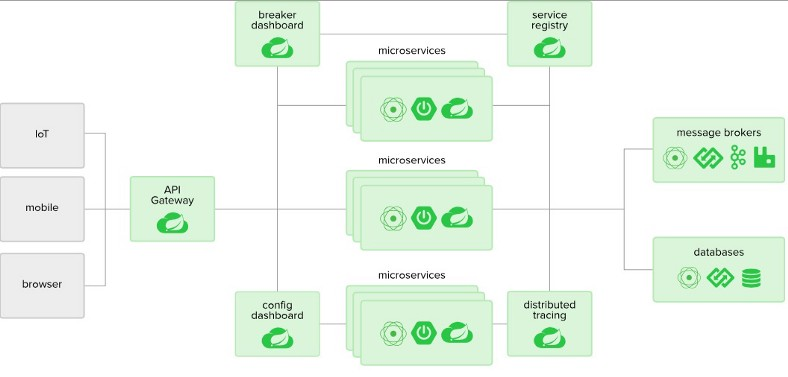 breaker
dashboard
service
registry
microservices
IoT
mobile
browser
API
Gateway
microservices
message brokers
databases
microservices
config
dashboard
distributed
tracing